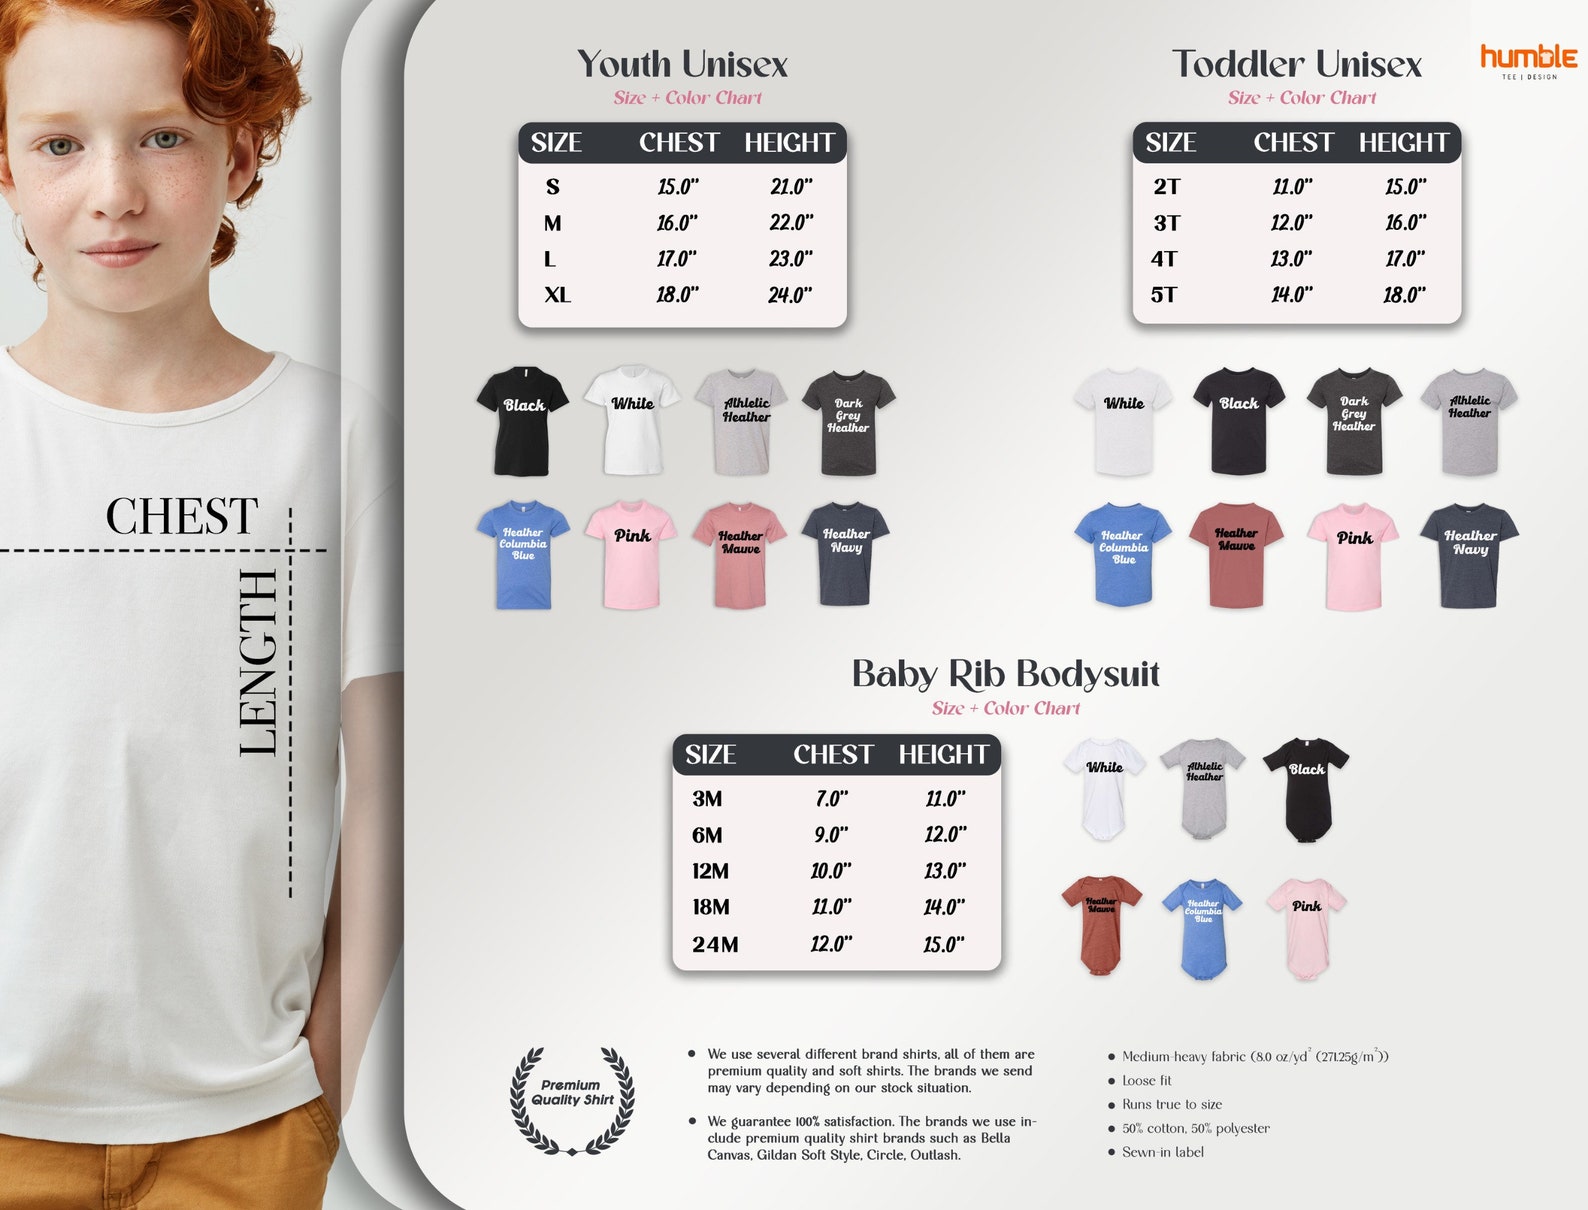 CHEST
LENGTH
Youth Unisex
Size + Color Chart
SIZE CHEST HEIGHT
S 15.0" 21.0"
M 16.0" 22.0"
L 17.0" 23.0"
XL 18.0" 24.0"
Black
White
Athletic
Heather
Dark
Grey
Heather
Heather
Columbia
Blue
Pink
Heather
Mauve
Heather
Navy
Toddler Unisex
Size + Color Chart
humble
TEE | DESIGN
SIZE CHEST HEIGHT
2T 11.0" 15.0"
3T 12.0" 16.0"
4T 13.0" 17.0"
5T 14.0" 18.0"
White
Black
Dark
Grey
Heather
Athletic
Heather
Heather
Columbia
Blue
Heather
Mauve
Pink
Heather
Navy
Baby Rib Bodysuit
Size + Color Chart
SIZE CHEST HEIGHT
3M 7.0" 11.0"
6M 9.0" 12.0"
12M 10.0" 13.0"
18M 11.0" 14.0"
24M 12.0" 15.0"
White
Athletic
Heather
Black
Heather
Mauve
Heather
Columbia
Blue
Pink
Premium
Quality Shirt
• We use several different brand shirts, all of them are
premium quality and soft shirts. The brands we send
may vary depending on our stock situation.
• We guarantee 100% satisfaction. The brands we use in-
clude premium quality shirt brands such as Bella
Canvas, Gildan Soft Style, Circle, Outlash.
• Medium-heavy fabric (8.0 oz/yd² (271.25g/m²))
• Loose fit
• Runs true to size
• 50% cotton, 50% polyester
• Sewn-in label